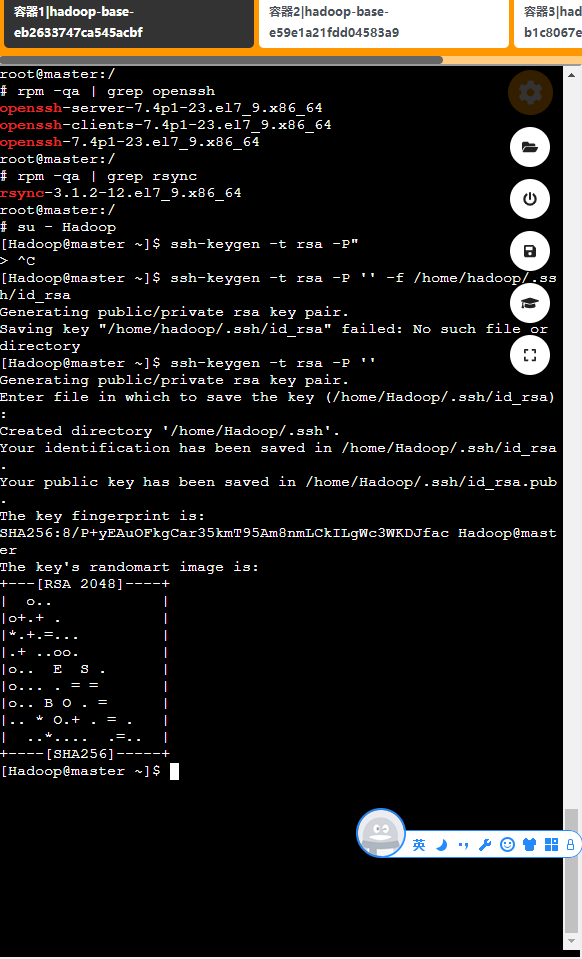 容器1|hadoop-base-
eb2633747ca545acbf
容器2|hadoop-base-
e59e1a21fdd04583a9
容器3|had
b1c8067e
root@master:/
# rpm -qa | grep openssh
openssh-server-7.4p1-23.el7_9.x86_64
openssh-clients-7.4p1-23.el7_9.x86_64
openssh-7.4p1-23.el7_9.x86_64
root@master:/
# rpm -qa | grep rsync
rsync-3.1.2-12.el7_9.x86_64
root@master:/
# su - Hadoop
[Hadoop@master ~]$ ssh-keygen -t rsa -P"
> ^C
[Hadoop@master ~]$ ssh-keygen -t rsa -P '' -f /home/hadoop/.ss
h/id_rsa
Generating public/private rsa key pair.
Saving key "/home/hadoop/.ssh/id_rsa" failed: No such file or
directory
[Hadoop@master ~]$ ssh-keygen -t rsa -P ''
Generating public/private rsa key pair.
Enter file in which to save the key (/home/Hadoop/.ssh/id_rsa)
:
Created directory '/home/Hadoop/.ssh'.
Your identification has been saved in /home/Hadoop/.ssh/id_rsa
.
Your public key has been saved in /home/Hadoop/.ssh/id_rsa.pub
.
The key fingerprint is:
SHA256:8/P+yEAuOFkgCar35kmT95Am8nmLCkILgWc3WKDJfac Hadoop@mast
er
The key's randomart image is:
+---[RSA 2048]----+
|  o..            |
|o+.+ .           |
|*.+.=...         |
|.+ ..oo.         |
|o..  E  S .      |
|o... . = =       |
|o.. B O . =      |
|.. * O.+ . = .   |
|  ..*....  .=..  |
+----[SHA256]-----+
[Hadoop@master ~]$
英